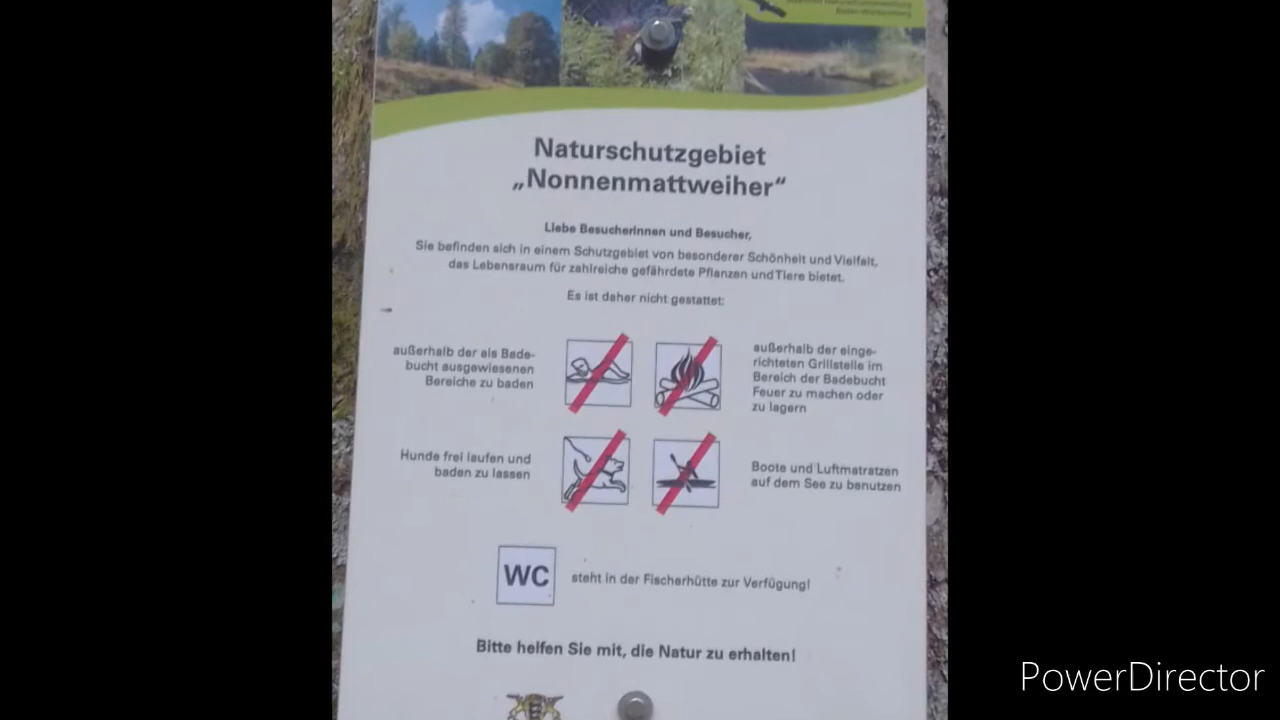 Baden-Württemberg
Naturschutzgebiet
„Nonnenmattweiher“
Liebe Besucherinnen und Besucher,
Sie befinden sich in einem Schutzgebiet von besonderer Schönheit und Vielfalt,
das Lebensraum für zahlreiche gefährdete Pflanzen und Tiere bietet.
Es ist daher nicht gestattet:
außerhalb der als Bade-
bucht ausgewiesenen
Bereiche zu baden
außerhalb der einge-
richteten Grillstelle im
Bereich der Badebucht
Feuer zu machen oder
zu lagern
Hunde frei laufen und
baden zu lassen
Boote und Luftmatratzen
auf dem See zu benutzen
WC
steht in der Fischerhütte zur Verfügung!
Bitte helfen Sie mit, die Natur zu erhalten!
PowerDirector